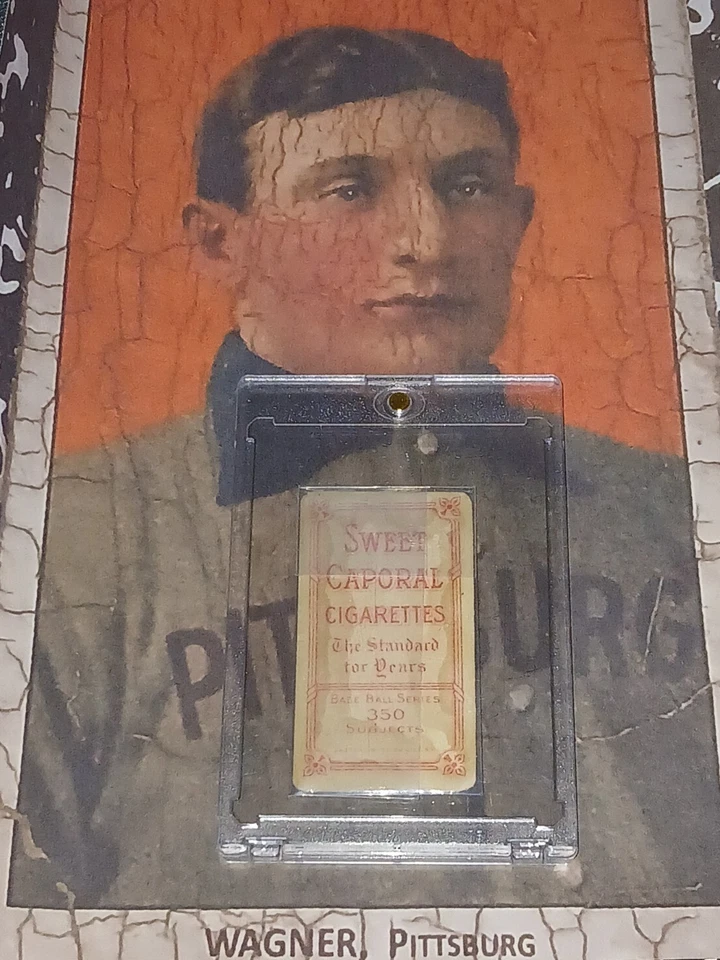 PITTSBURG
SWEET
CAPORAL
CIGARETTES
The Standard
for Years
BASE BALL SERIES
350
SUBJECTS
WAGNER, PITTSBURG